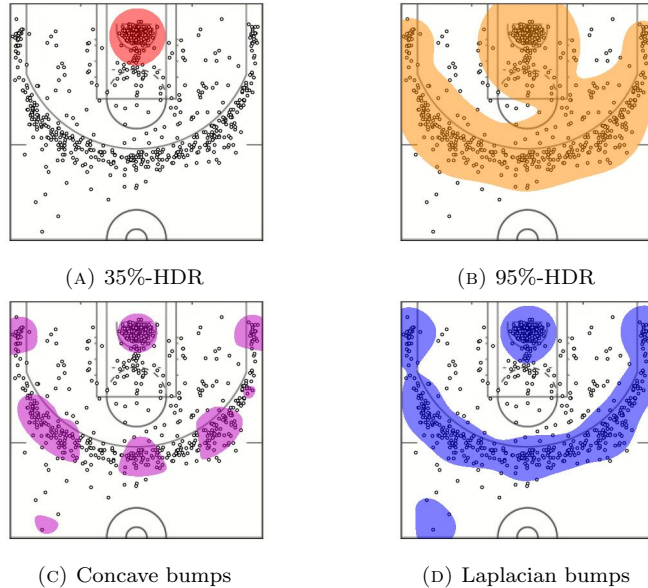 (A) 35%-HDR
(B) 95%-HDR
(C) Concave bumps
(D) Laplacian bumps